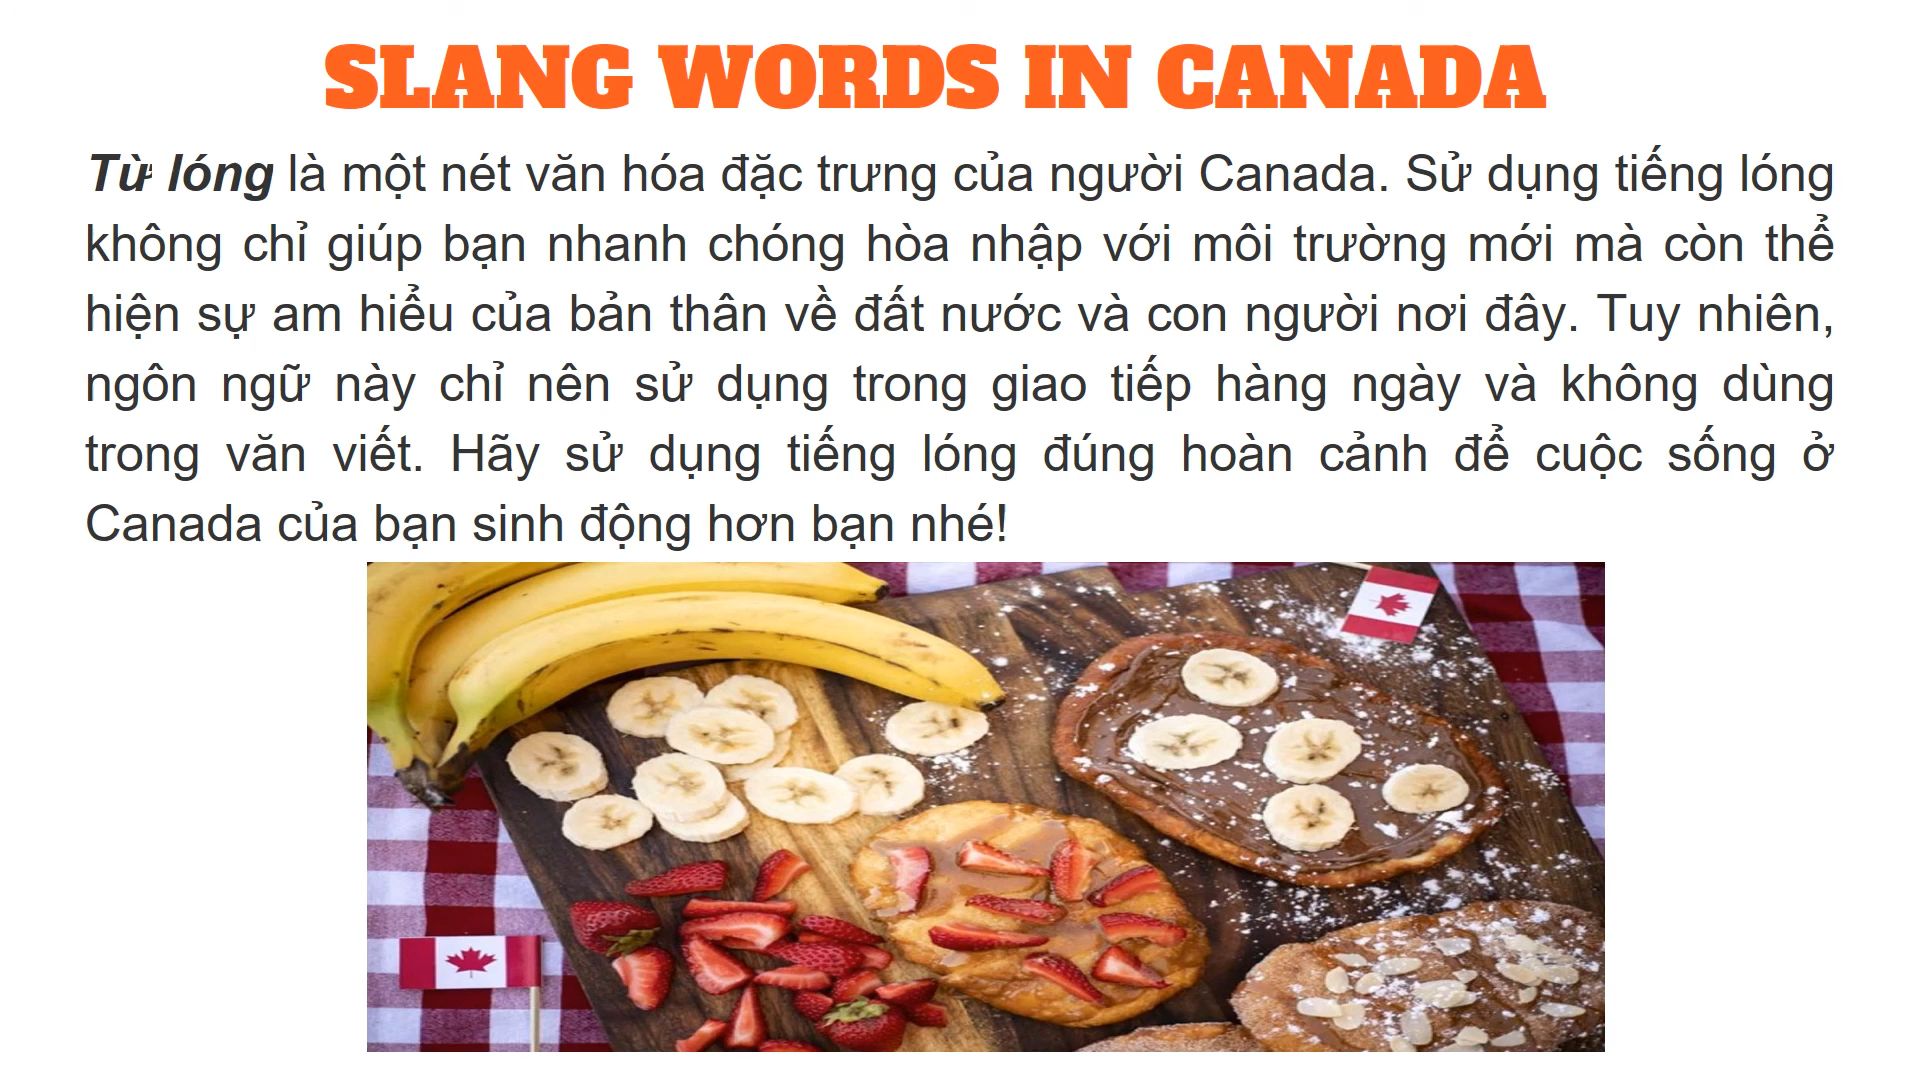 SLANG WORDS IN CANADA
Từ lóng là một nét văn hóa đặc trưng của người Canada. Sử dụng tiếng lóng
không chỉ giúp bạn nhanh chóng hòa nhập với môi trường mới mà còn thể
hiện sự am hiểu của bản thân về đất nước và con người nơi đây. Tuy nhiên,
ngôn ngữ này chỉ nên sử dụng trong giao tiếp hàng ngày và không dùng
trong văn viết. Hãy sử dụng tiếng lóng đúng hoàn cảnh để cuộc sống ở
Canada của bạn sinh động hơn bạn nhé!